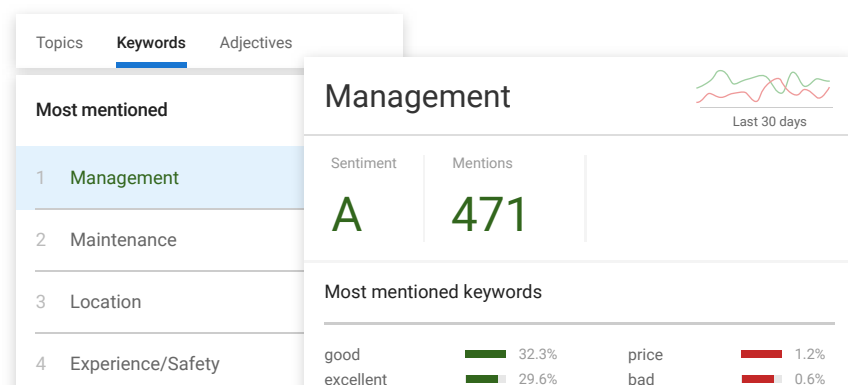 Topics Keywords Adjectives
Most mentioned
1 Management
2 Maintenance
3 Location
4 Experience/Safety
Management
Last 30 days
Sentiment Mentions
A 471
Most mentioned keywords
good 32.3% price 1.2%
excellent 29.6% bad 0.6%